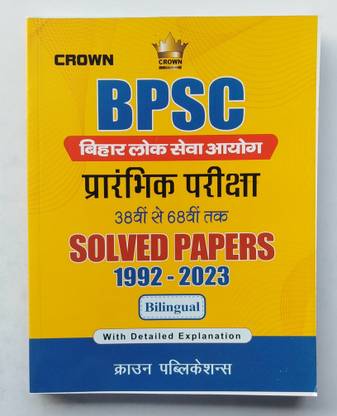 CROWN
CROWN
BPSC
बिहार लोक सेवा आयोग
प्रारंभिक परीक्षा
38वीं से 68वीं तक
SOLVED PAPERS
1992 - 2023
Bilingual
With Detailed Explanation
क्राउन पब्लिकेशन्स